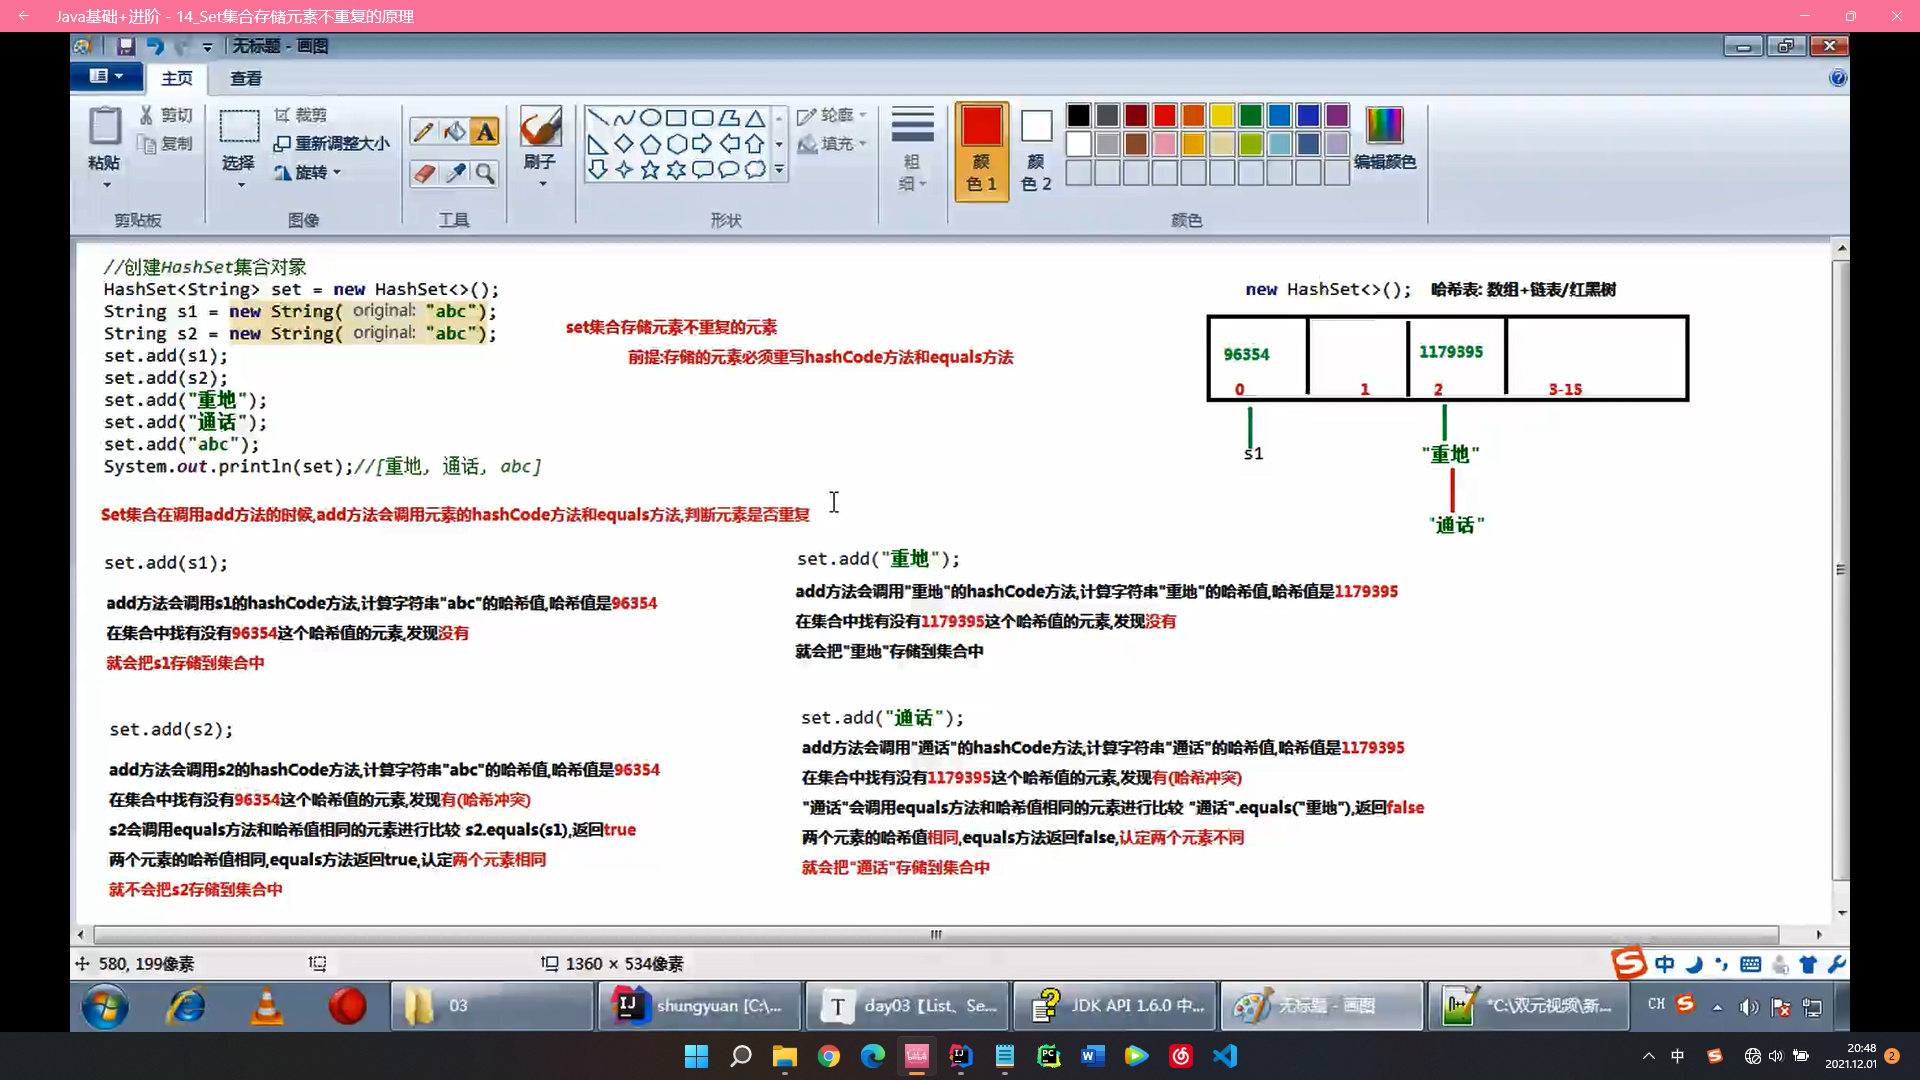 Java基础+进阶 - 14_Set集合存储元素不重复的原理
无标题 - 画图
主页
查看
粘贴
剪切
复制
剪贴板
选择
裁剪
重新调整大小
旋转
图像
工具
刷子
形状
轮廓
填充
粗细
颜色 1
颜色 2
编辑颜色
颜色
//创建HashSet集合对象
HashSet<String> set = new HashSet<>();
String s1 = new String( original: "abc");
String s2 = new String( original: "abc");
set.add(s1);
set.add(s2);
set.add("重地");
set.add("通话");
set.add("abc");
System.out.println(set);//[重地, 通话, abc]
set集合存储元素不重复的元素
前提:存储的元素必须重写hashCode方法和equals方法
new HashSet<>(); 哈希表: 数组+链表/红黑树
96354
1179395
0
1
2
3-15
s1
"重地"
"通话"
Set集合在调用add方法的时候,add方法会调用元素的hashCode方法和equals方法,判断元素是否重复
set.add(s1);
add方法会调用s1的hashCode方法,计算字符串"abc"的哈希值,哈希值是96354
在集合中找有没有96354这个哈希值的元素,发现没有
就会把s1存储到集合中
set.add(s2);
add方法会调用s2的hashCode方法,计算字符串"abc"的哈希值,哈希值是96354
在集合中找有没有96354这个哈希值的元素,发现有(哈希冲突)
s2会调用equals方法和哈希值相同的元素进行比较 s2.equals(s1),返回true
两个元素的哈希值相同,equals方法返回true,认定两个元素相同
就不会把s2存储到集合中
set.add("重地");
add方法会调用"重地"的hashCode方法,计算字符串"重地"的哈希值,哈希值是1179395
在集合中找有没有1179395这个哈希值的元素,发现没有
就会把"重地"存储到集合中
set.add("通话");
add方法会调用"通话"的hashCode方法,计算字符串"通话"的哈希值,哈希值是1179395
在集合中找有没有1179395这个哈希值的元素,发现有(哈希冲突)
"通话"会调用equals方法和哈希值相同的元素进行比较 "通话".equals("重地"),返回false
两个元素的哈希值相同,equals方法返回false,认定两个元素不同
就会把"通话"存储到集合中
580, 199像素
1360 × 534像素
中
03
shungyuan [C:\...
day03【List、Se...
JDK API 1.6.0 中...
无标题 - 画图
*C:\双元视频\新...
CH
中
20:48
2021.12.01
2